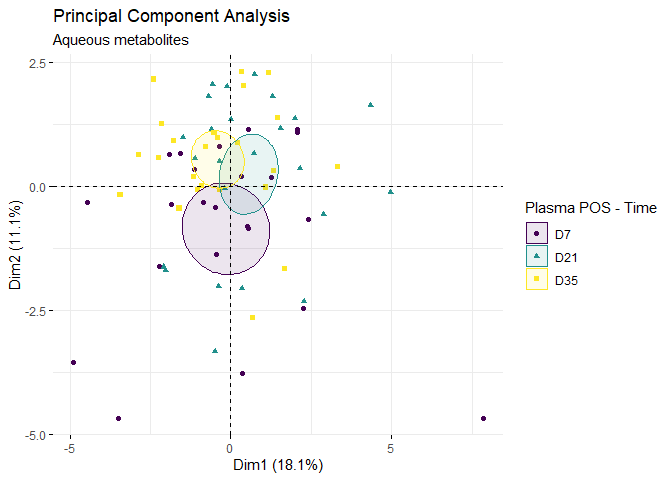 Principal Component Analysis
Aqueous metabolites
2.5
0.0
-2.5
-5.0
Dim2 (11.1%)
-5
0
5
Dim1 (18.1%)
Plasma POS - Time
D7
D21
D35